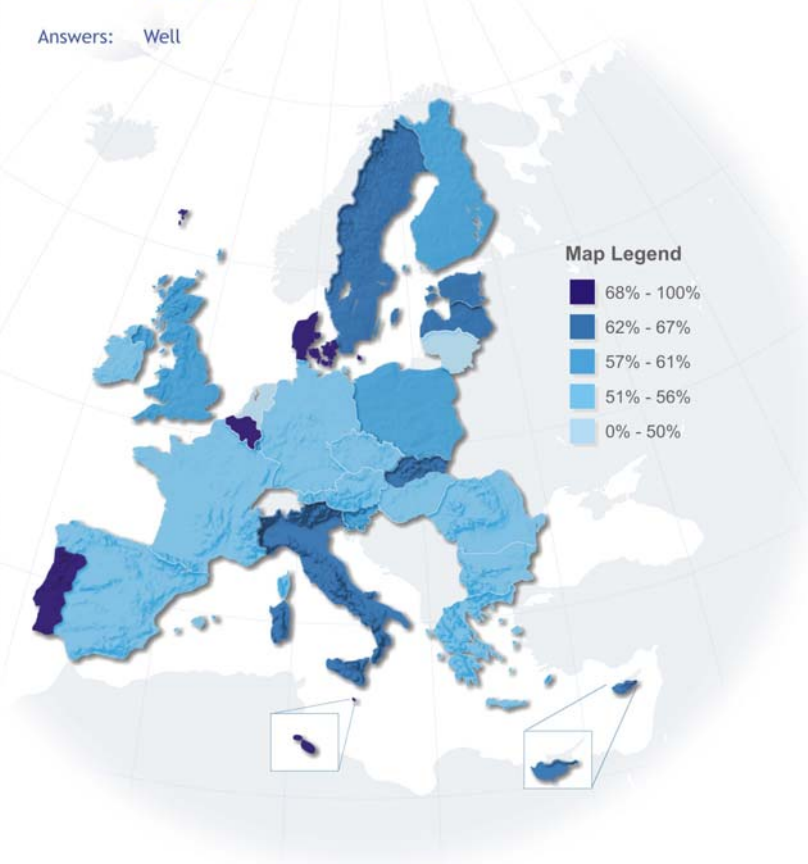 Answers: Well
Map Legend
68% - 100%
62% - 67%
57% - 61%
51% - 56%
0% - 50%